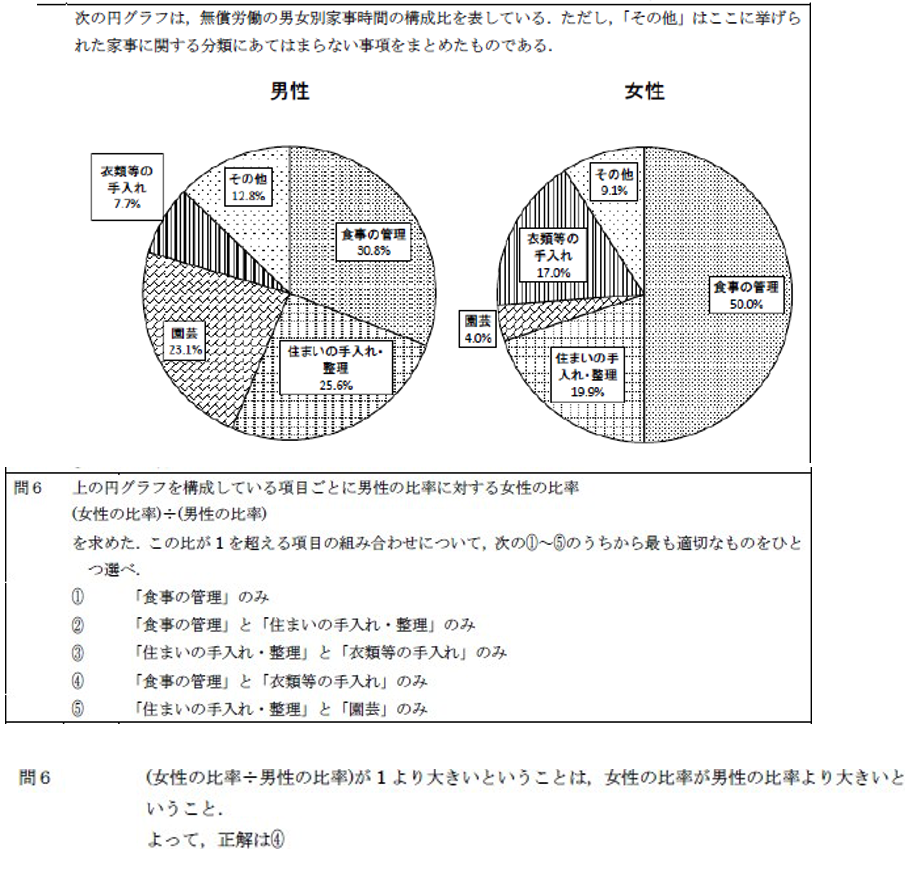 次の円グラフは，無償労働の男女別家事時間の構成比を表している．ただし，「その他」はここに挙げら
れた家事に関する分類にあてはまらない事項をまとめたものである．
男性
女性
衣類等の
手入れ
7.7%
その他
12.8%
食事の管理
30.8%
園芸
23.1%
住まいの手入れ・
整理
25.6%
その他
9.1%
衣類等の
手入れ
17.0%
食事の管理
50.0%
園芸
4.0%
住まいの手
入れ・整理
19.9%
問６　上の円グラフを構成している項目ごとに男性の比率に対する女性の比率
(女性の比率)÷(男性の比率)
を求めた．この比が１を超える項目の組み合わせについて，次の①～⑤のうちから最も適切なものをひと
つ選べ．
①　「食事の管理」のみ
②　「食事の管理」と「住まいの手入れ・整理」のみ
③　「住まいの手入れ・整理」と「衣類等の手入れ」のみ
④　「食事の管理」と「衣類等の手入れ」のみ
⑤　「住まいの手入れ・整理」と「園芸」のみ
問６　(女性の比率÷男性の比率)が１より大きいということは，女性の比率が男性の比率より大きいと
いうこと．
よって，正解は④